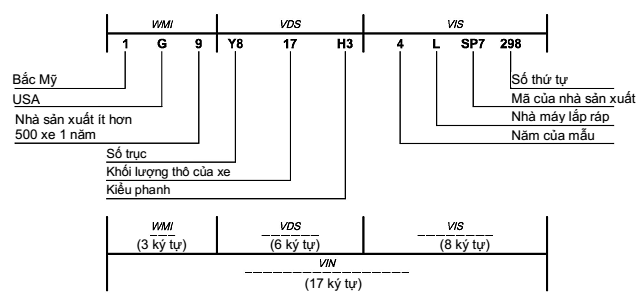 WMI VDS VIS
1 G 9 Y8 17 H3 4 L SP7 298
Bắc Mỹ
USA
Nhà sản xuất ít hơn
500 xe 1 năm
Số thứ tự
Mã của nhà sản xuất
Nhà máy lắp ráp
Năm của mẫu
Số trục
Khối lượng thô của xe
Kiểu phanh
WMI VDS VIS
(3 ký tự) (6 ký tự) (8 ký tự)
VIN
(17 ký tự)